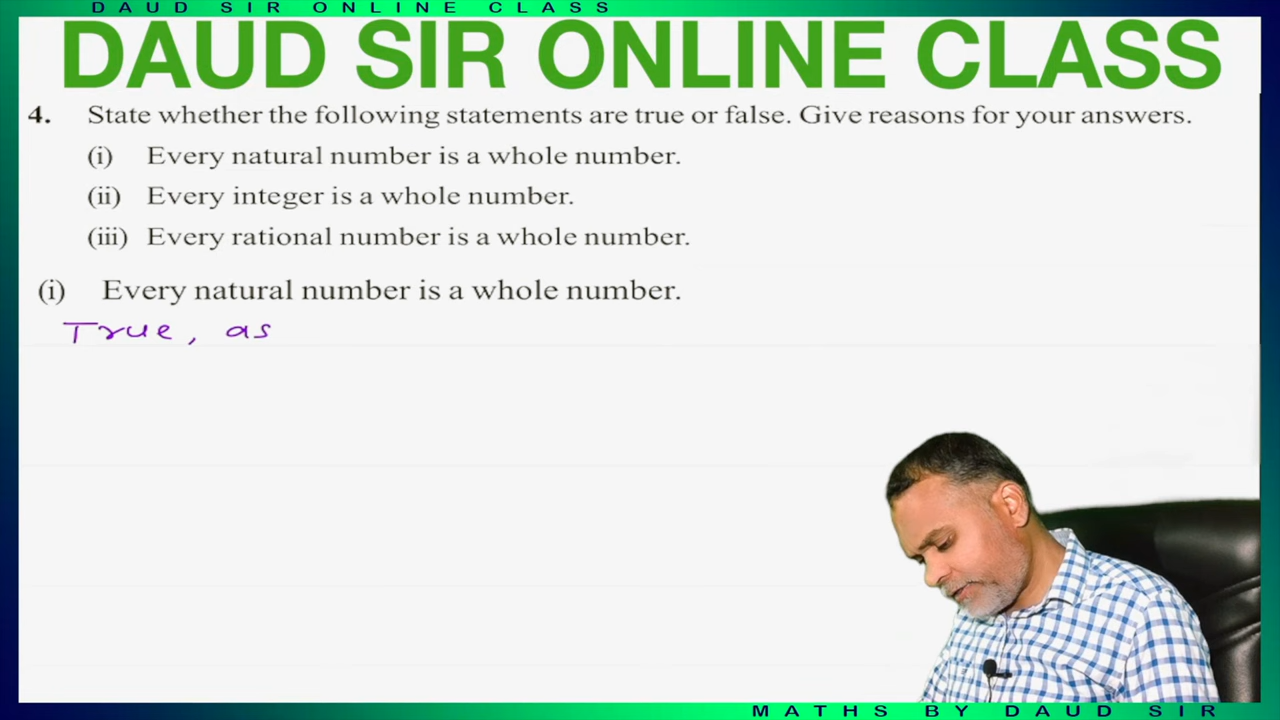 DAUD SIR ONLINE CLASS
DAUD SIR ONLINE CLASS
4. State whether the following statements are true or false. Give reasons for your answers.
(i) Every natural number is a whole number.
(ii) Every integer is a whole number.
(iii) Every rational number is a whole number.
(i) Every natural number is a whole number.
True, as
MATHS BY DAUD SIR